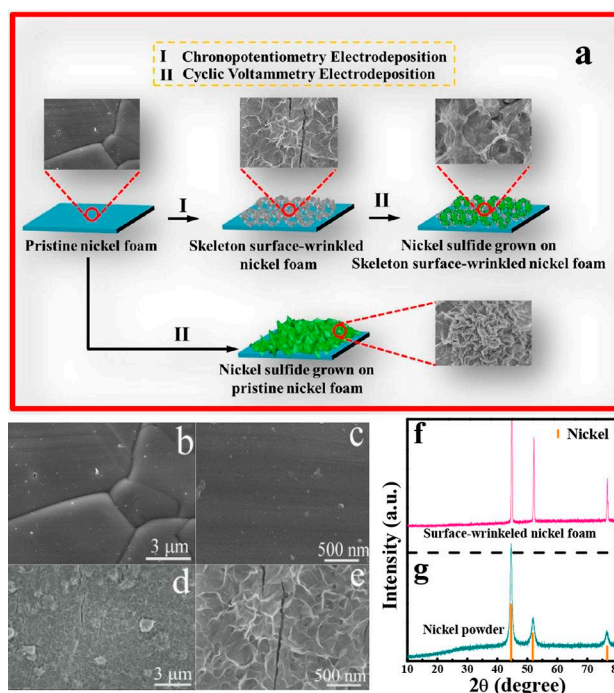 I Chronopotentiometry Electrodeposition
II Cyclic Voltammetry Electrodeposition
a
I
II
Pristine nickel foam
Skeleton surface-wrinkled
nickel foam
Nickel sulfide grown on
Skeleton surface-wrinkled nickel foam
II
Nickel sulfide grown on
pristine nickel foam
b
3 μm
c
500 nm
d
3 μm
e
500 nm
f
Nickel
Surface-wrinkeled nickel foam
g
Nickel powder
Intensity (a.u.)
10 20 30 40 50 60 70 80
2θ (degree)